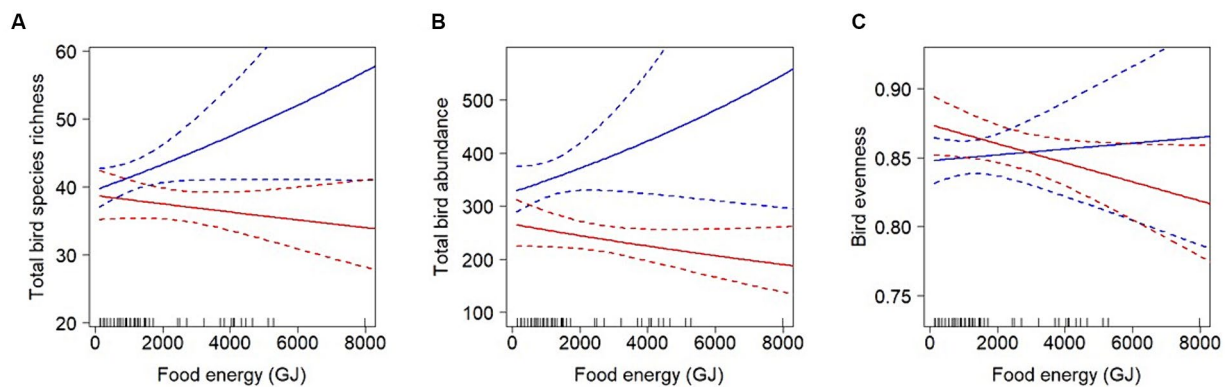 A
B
C
Total bird species richness
60
50
40
30
20
0 2000 4000 6000 8000
Food energy (GJ)
Total bird abundance
500
400
300
200
100
0 2000 4000 6000 8000
Food energy (GJ)
Bird evenness
0.90
0.85
0.80
0.75
0 2000 4000 6000 8000
Food energy (GJ)